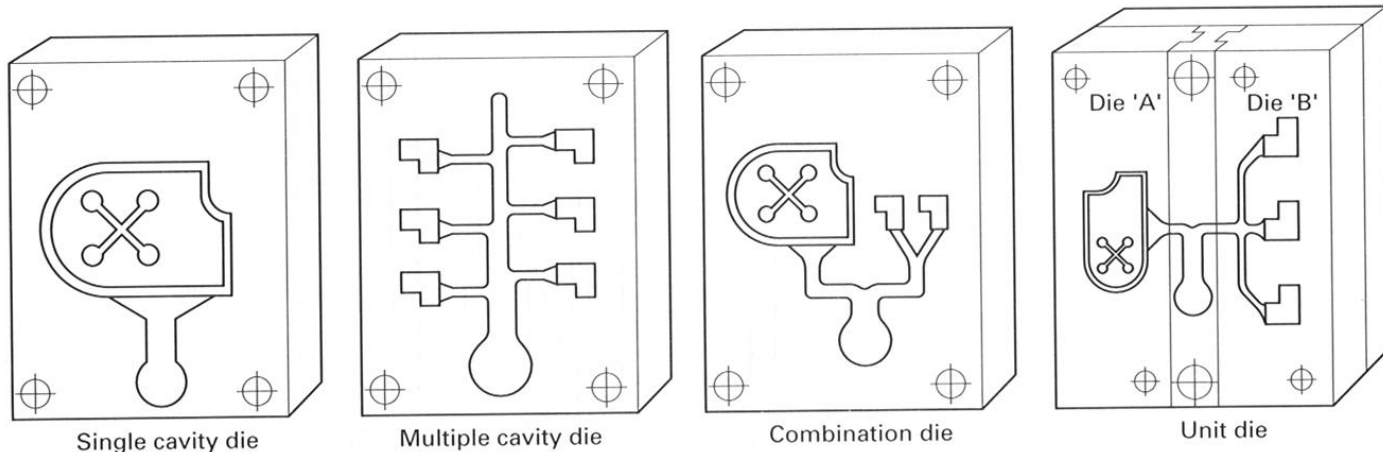 Die 'A'
Die 'B'
Single cavity die
Multiple cavity die
Combination die
Unit die